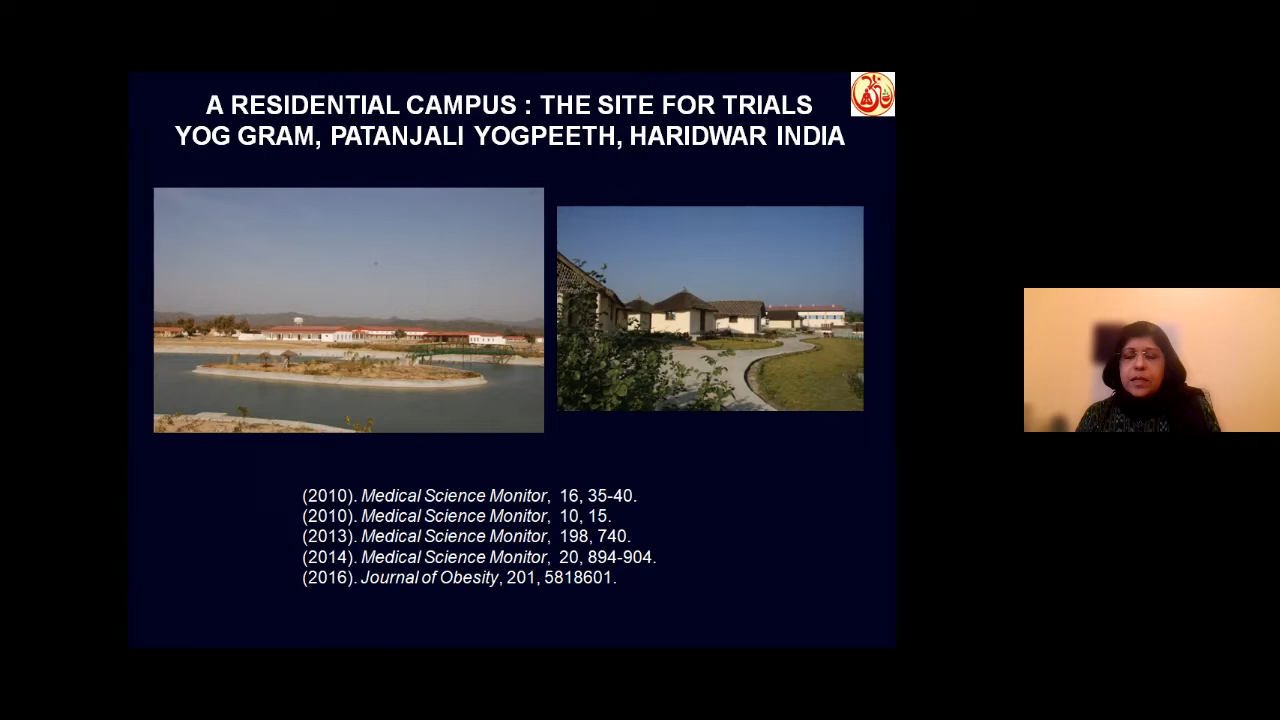 A RESIDENTIAL CAMPUS : THE SITE FOR TRIALS
YOG GRAM, PATANJALI YOGPEETH, HARIDWAR INDIA
(2010). Medical Science Monitor, 16, 35-40.
(2010). Medical Science Monitor, 10, 15.
(2013). Medical Science Monitor, 198, 740.
(2014). Medical Science Monitor, 20, 894-904.
(2016). Journal of Obesity, 201, 5818601.